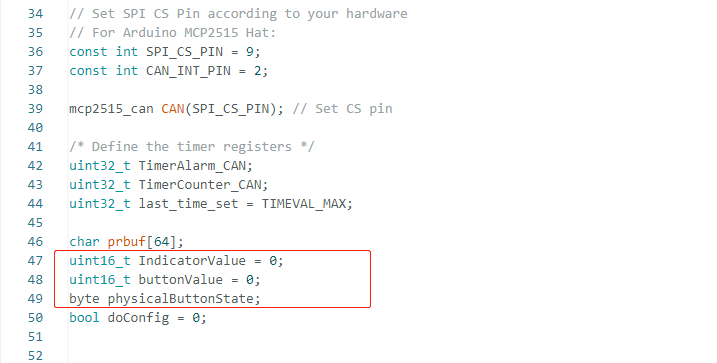 34 // Set SPI CS Pin according to your hardware
35 // For Arduino MCP2515 Hat:
36 const int SPI_CS_PIN = 9;
37 const int CAN_INT_PIN = 2;
38
39 mcp2515_can CAN(SPI_CS_PIN); // Set CS pin
40
41 /* Define the timer registers */
42 uint32_t TimerAlarm_CAN;
43 uint32_t TimerCounter_CAN;
44 uint32_t last_time_set = TIMEVAL_MAX;
45
46 char prbuf[64];
47 uint16_t IndicatorValue = 0;
48 uint16_t buttonValue = 0;
49 byte physicalButtonState;
50 bool doConfig = 0;
51
52